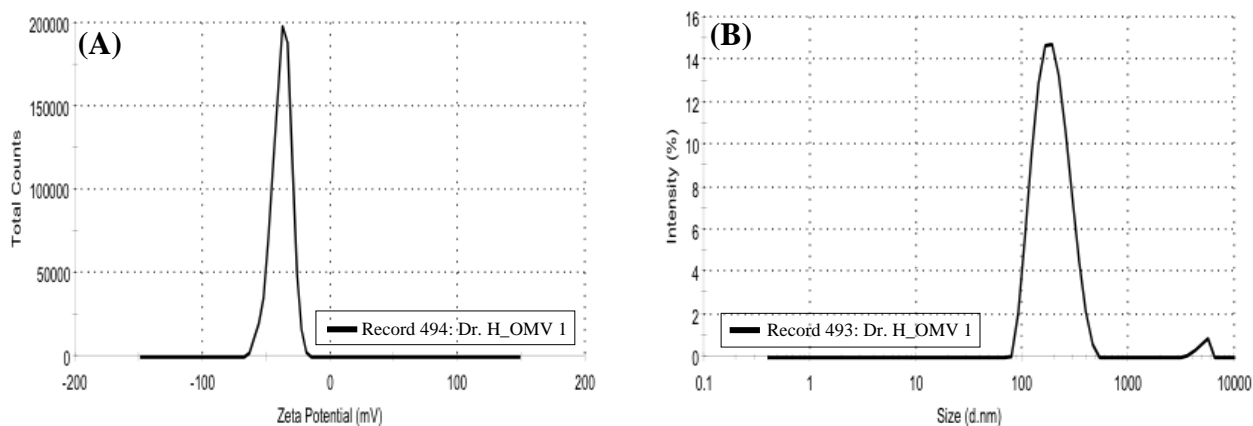 (A)
Total Counts
200000
150000
100000
50000
0
-200 -100 0 100 200
Zeta Potential (mV)
Record 494: Dr. H_OMV 1
(B)
Intensity (%)
16
14
12
10
8
6
4
2
0
0.1 1 10 100 1000 10000
Size (d.nm)
Record 493: Dr. H_OMV 1